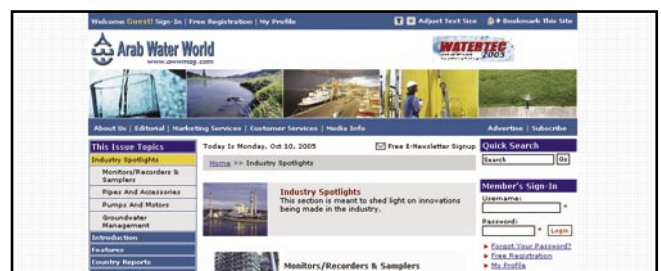 Welcome Guest! Sign-In | Free Registration | My Profile
Adjust Text Size
Bookmark This Site
Arab Water World
www.awwmag.com
WATERTEC
2005
About Us | Editorial | Marketing Services | Customer Services | Media Info
Advertise | Subscribe
This Issue Topics
Industry Spotlights
Monitors/Recorders & Samplers
Pipes And Accessories
Pumps And Motors
Groundwater Management
Introduction
Features
Country Reports
Today Is Monday, Oct 10, 2005
Free E-Newsletter Signup
Home >> Industry Spotlights
Industry Spotlights
This section is meant to shed light on innovations
being made in the industry.
Monitors/Recorders & Samplers
Quick Search
Search
Go
Member's Sign-In
Username:
*
Password:
* Login
Forgot Your Password?
Free Registration
My Profile